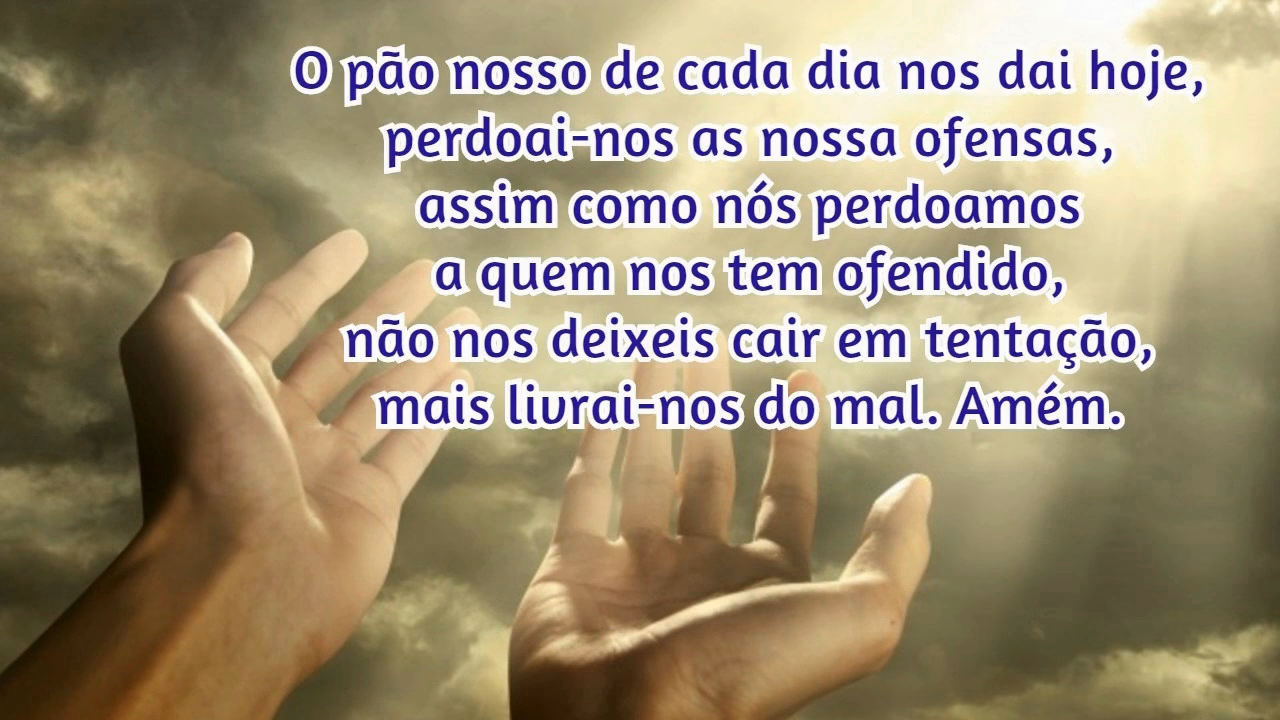 O pão nosso de cada dia nos dai hoje,
perdoai-nos as nossa ofensas,
assim como nós perdoamos
a quem nos tem ofendido,
não nos deixeis cair em tentação,
mais livrai-nos do mal. Amém.